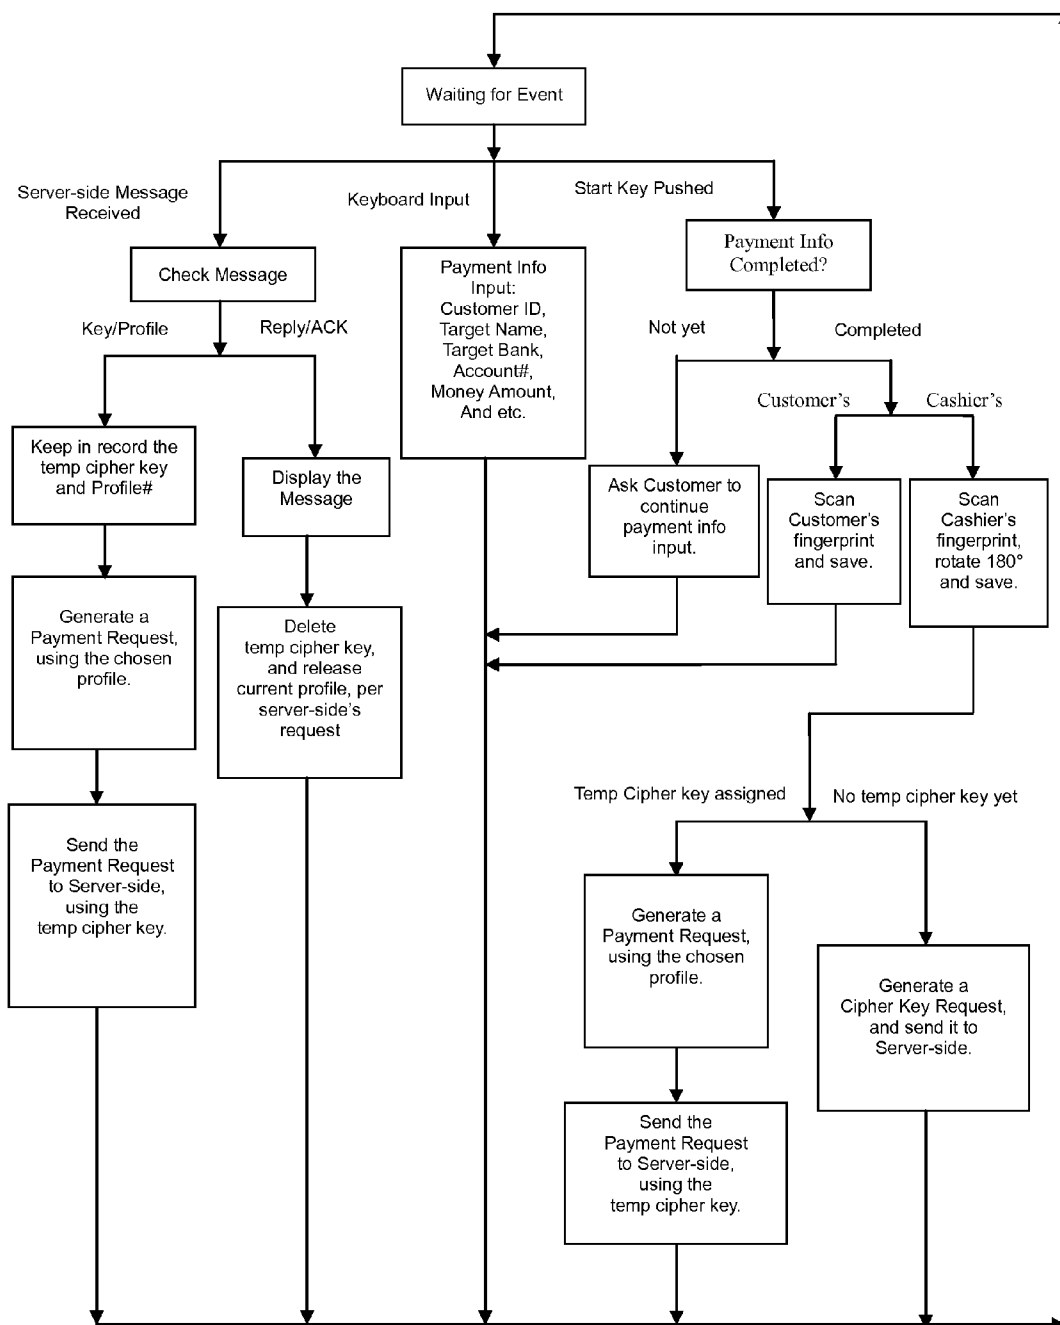 Waiting for Event
Server-side Message
Received
Keyboard Input
Start Key Pushed
Check Message
Payment Info
Input:
Customer ID,
Target Name,
Target Bank,
Account#,
Money Amount,
And etc.
Payment Info
Completed?
Key/Profile
Reply/ACK
Not yet
Completed
Customer's
Cashier's
Keep in record the
temp cipher key
and Profile#
Display the
Message
Ask Customer to
continue
payment info
input.
Scan
Customer's
fingerprint
and save.
Scan
Cashier's
fingerprint,
rotate 180°
and save.
Generate a
Payment Request,
using the chosen
profile.
Delete
temp cipher key,
and release
current profile, per
server-side's
request
Temp Cipher key assigned
No temp cipher key yet
Send the
Payment Request
to Server-side,
using the
temp cipher key.
Generate a
Payment Request,
using the chosen
profile.
Generate a
Cipher Key Request,
and send it to
Server-side.
Send the
Payment Request
to Server-side,
using the
temp cipher key.